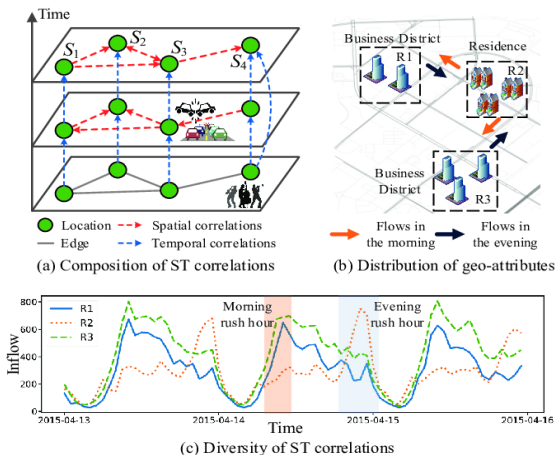 Time
S1
S2
S3
S4
Location
Spatial correlations
Edge
Temporal correlations
(a) Composition of ST correlations
Business District
R1
Residence
R2
Business
District
R3
Flows in
the morning
Flows in
the evening
(b) Distribution of geo-attributes
800
600
400
200
0
Inflow
R1
R2
R3
Morning
rush hour
Evening
rush hour
2015-04-13
2015-04-14
2015-04-15
2015-04-16
Time
(c) Diversity of ST correlations